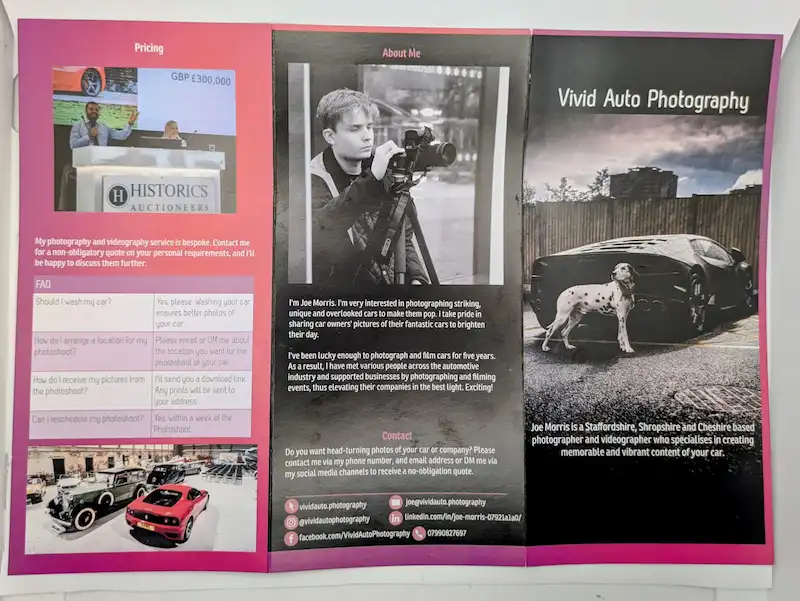 Pricing
GBP £300,000
H HISTORICS
AUCTIONEERS
My photography and videography service is bespoke. Contact me
for a non-obligatory quote on your personal requirements, and I'll
be happy to discuss them further.
FAQ
Should I wash my car?
Yes, please. Washing your car
ensures better photos of
your car.
How do I arrange a location for my
photoshoot?
Please email or DM me about
the location you want for the
photoshoot of your car.
How do I receive my pictures from
the photoshoot?
I'll send you a download link.
Any prints will be sent to
your address.
Can I reschedule my photoshoot?
Yes, within a week of the
Photoshoot.
About Me
I'm Joe Morris. I'm very interested in photographing striking,
unique and overlooked cars to make them pop. I take pride in
sharing car owners' pictures of their fantastic cars to brighten
their day.
I've been lucky enough to photograph and film cars for five years.
As a result, I have met various people across the automotive
industry and supported businesses by photographing and filming
events, thus elevating their companies in the best light. Exciting!
Contact
Do you want head-turning photos of your car or company? Please
contact me via my phone number, and email address or DM me via
my social media channels to receive a no-obligation quote.
vividauto.photography
joe@vividauto.photography
@vividautophotography
linkedin.com/in/joe-morris-07921a1a0/
facebook.com/VividAutoPhotography
07990827697
Vivid Auto Photography
Joe Morris is a Staffordshire, Shropshire and Cheshire based
photographer and videographer who specialises in creating
memorable and vibrant content of your car.